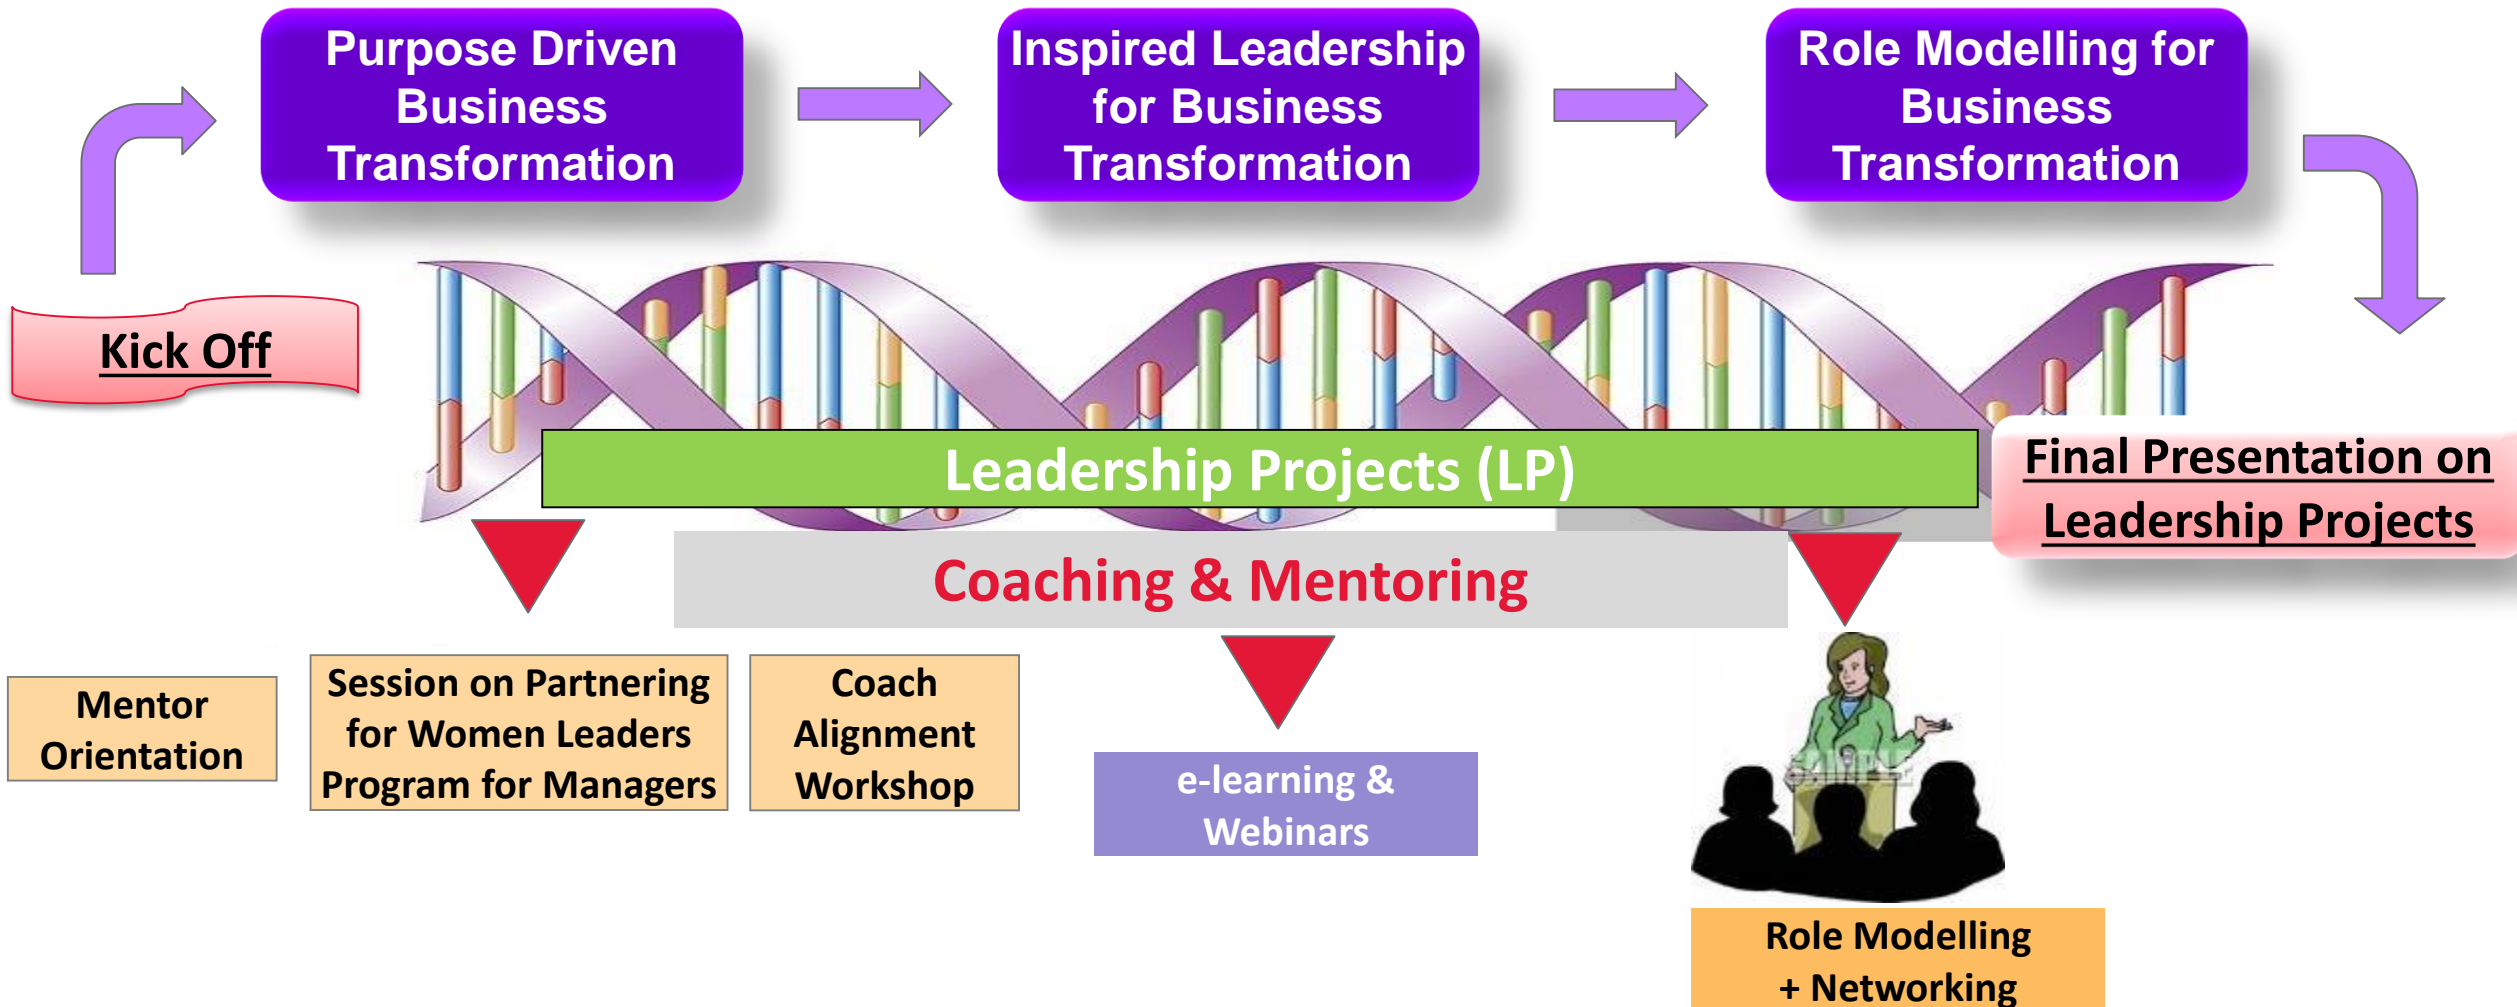 Purpose Driven
Business
Transformation
Inspired Leadership
for Business
Transformation
Role Modelling for
Business
Transformation
Kick Off
Leadership Projects (LP)
Final Presentation on
Leadership Projects
Coaching & Mentoring
Mentor
Orientation
Session on Partnering
for Women Leaders
Program for Managers
Coach
Alignment
Workshop
e-learning &
Webinars
SAMPLE
Role Modelling
+ Networking